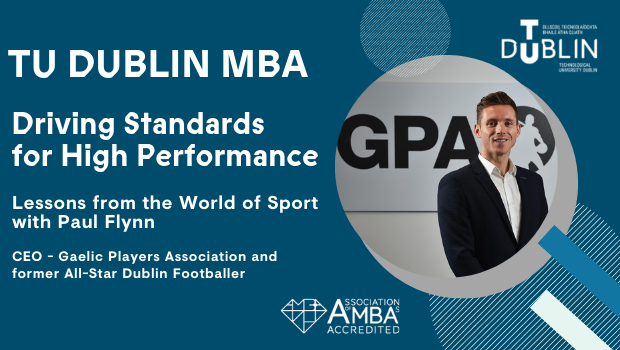 TU DUBLIN MBA
Driving Standards
for High Performance
Lessons from the World of Sport
with Paul Flynn
CEO - Gaelic Players Association and
former All-Star Dublin Footballer
OLLSCOIL TEICNEOLAÍOCHTA
BHAILE ÁTHA CLIATH
TU
DUBLIN
TECHNOLOGICAL
UNIVERSITY DUBLIN
GPA
ASSOCIATION
OF
AMBA'S
ACCREDITED